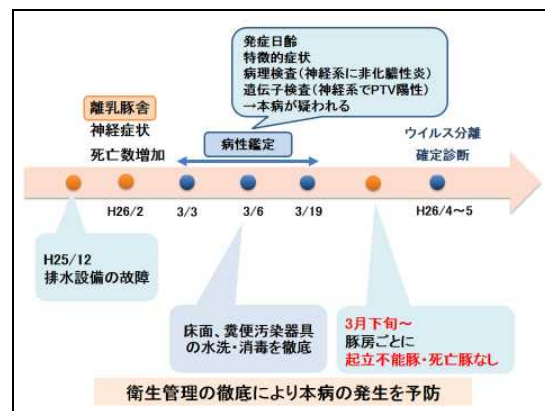 発症日齢
特徴的症状
病理検査(神経系に非化膿性炎)
遺伝子検査(神経系でPTV陽性)
→本病が疑われる
離乳豚舎
神経症状
死亡数増加
病性鑑定
ウイルス分離
確定診断
H26/2
3/3
3/6
3/19
H26/4～5
H25/12
排水設備の故障
床面、糞便汚染器具
の水洗・消毒を徹底
3月下旬～
豚房ごとに
起立不能豚・死亡豚なし
衛生管理の徹底により本病の発生を予防